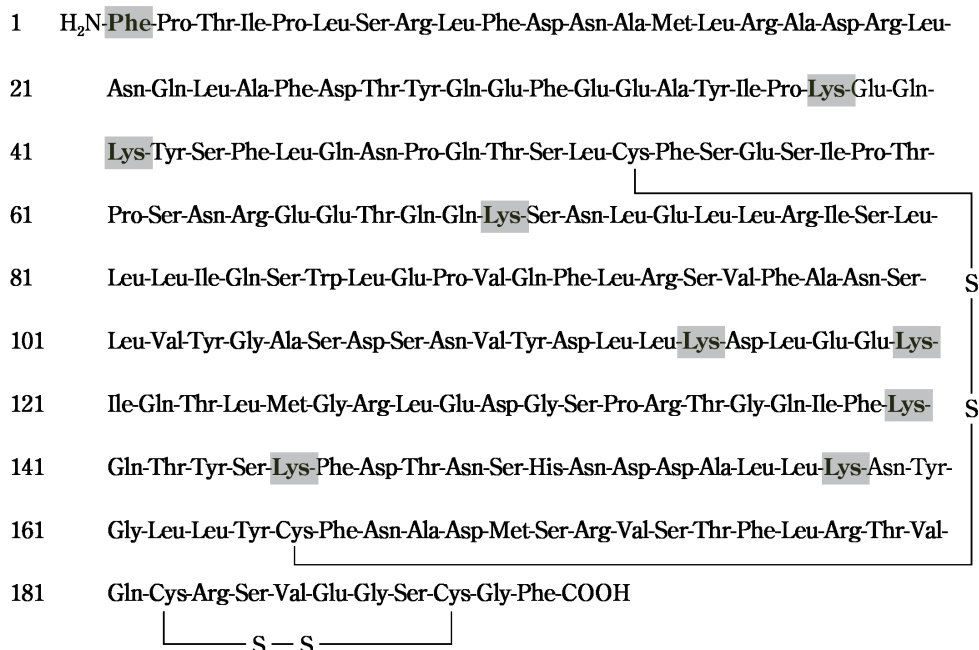 1 H₂N-Phe-Pro-Thr-Ile-Pro-Leu-Ser-Arg-Leu-Phe-Asp-Asn-Ala-Met-Leu-Arg-Ala-Asp-Arg-Leu-
21 Asn-Gln-Leu-Ala-Phe-Asp-Thr-Tyr-Gln-Glu-Phe-Glu-Glu-Ala-Tyr-Ile-Pro-Lys-Glu-Gln-
41 Lys-Tyr-Ser-Phe-Leu-Gln-Asn-Pro-Gln-Thr-Ser-Leu-Cys-Phe-Ser-Glu-Ser-Ile-Pro-Thr-
61 Pro-Ser-Asn-Arg-Glu-Glu-Thr-Gln-Gln-Lys-Ser-Asn-Leu-Glu-Leu-Leu-Arg-Ile-Ser-Leu-
81 Leu-Leu-Ile-Gln-Ser-Trp-Leu-Glu-Pro-Val-Gln-Phe-Leu-Arg-Ser-Val-Phe-Ala-Asn-Ser-
S
101 Leu-Val-Tyr-Gly-Ala-Ser-Asp-Ser-Asn-Val-Tyr-Asp-Leu-Leu-Lys-Asp-Leu-Glu-Glu-Lys-
121 Ile-Gln-Thr-Leu-Met-Gly-Arg-Leu-Glu-Asp-Gly-Ser-Pro-Arg-Thr-Gly-Gln-Ile-Phe-Lys-
S
141 Gln-Thr-Tyr-Ser-Lys-Phe-Asp-Thr-Asn-Ser-His-Asn-Asp-Asp-Ala-Leu-Leu-Lys-Asn-Tyr-
161 Gly-Leu-Leu-Tyr-Cys-Phe-Asn-Ala-Asp-Met-Ser-Arg-Val-Ser-Thr-Phe-Leu-Arg-Thr-Val-
181 Gln-Cys-Arg-Ser-Val-Glu-Gly-Ser-Cys-Gly-Phe-COOH
S — S